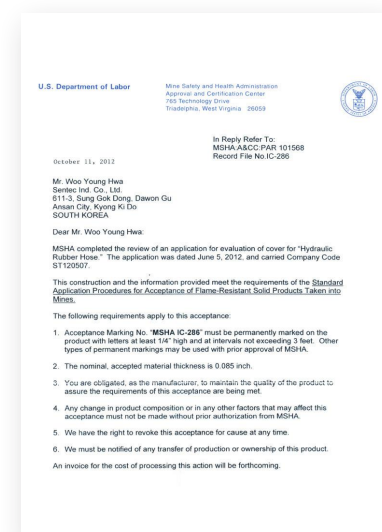 U.S. Department of Labor
Mine Safety and Health Administration
Approval and Certification Center
765 Technology Drive
Triadelphia, West Virginia 26059
In Reply Refer To:
MSHA:A&CC:PAR 101568
Record File No.IC-286
October 11, 2012
Mr. Woo Young Hwa
Sentec Ind. Co., Ltd.
611-3, Sung Gok Dong, Dawon Gu
Ansan City, Kyong Ki Do
SOUTH KOREA
Dear Mr. Woo Young Hwa:
MSHA completed the review of an application for evaluation of cover for “Hydraulic
Rubber Hose.” The application was dated June 5, 2012, and carried Company Code
ST120507.
This construction and the information provided meet the requirements of the Standard
Application Procedures for Acceptance of Flame-Resistant Solid Products Taken into
Mines.
The following requirements apply to this acceptance:
1. Acceptance Marking No. “MSHA IC-286” must be permanently marked on the
product with letters at least 1/4” high and at intervals not exceeding 3 feet. Other
types of permanent markings may be used with prior approval of MSHA.
2. The nominal, accepted material thickness is 0.085 inch.
3. You are obligated, as the manufacturer, to maintain the quality of the product to
assure the requirements of this acceptance are being met.
4. Any change in product composition or in any other factors that may affect this
acceptance must not be made without prior authorization from MSHA.
5. We have the right to revoke this acceptance for cause at any time.
6. We must be notified of any transfer of production or ownership of this product.
An invoice for the cost of processing this action will be forthcoming.